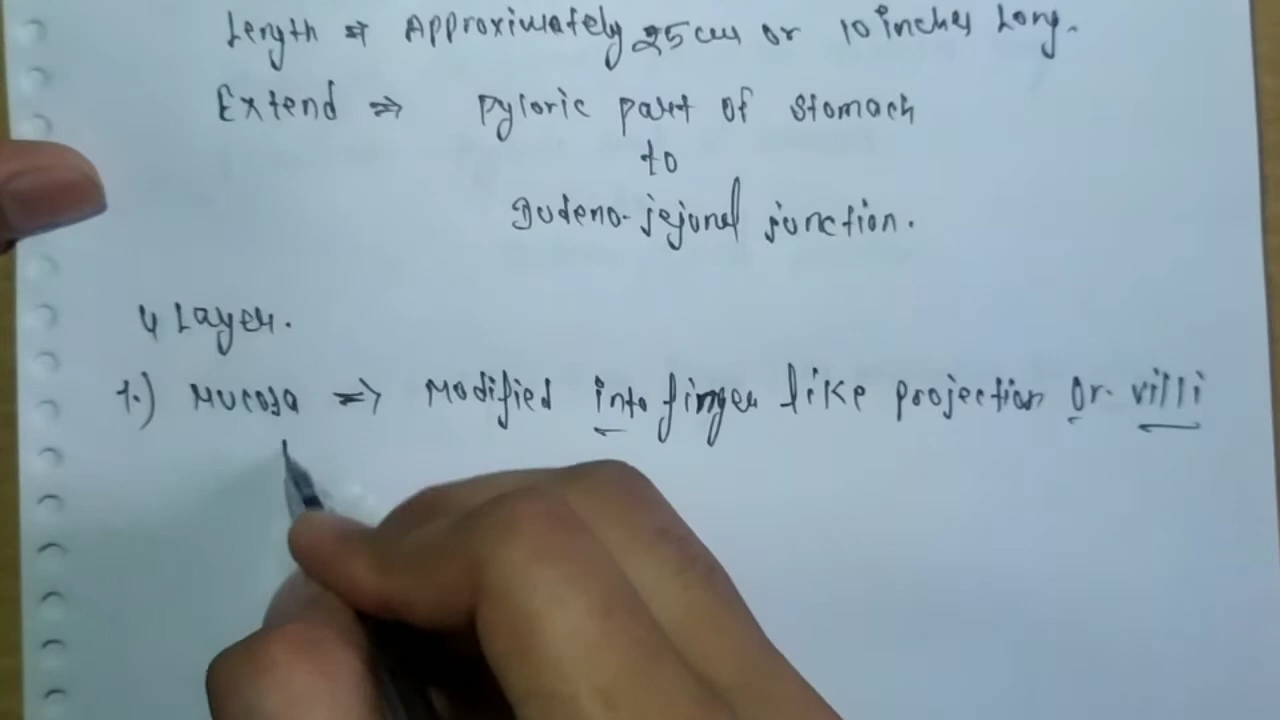 Length ⇒ Approximately 25 cm or 10 inches Long.
Extend ⇒ pyloric part of stomach
to
Dudeno-jejunal junction.
4 Layer.
1.) Mucosa ⇒ Modified into finger like projection or villi